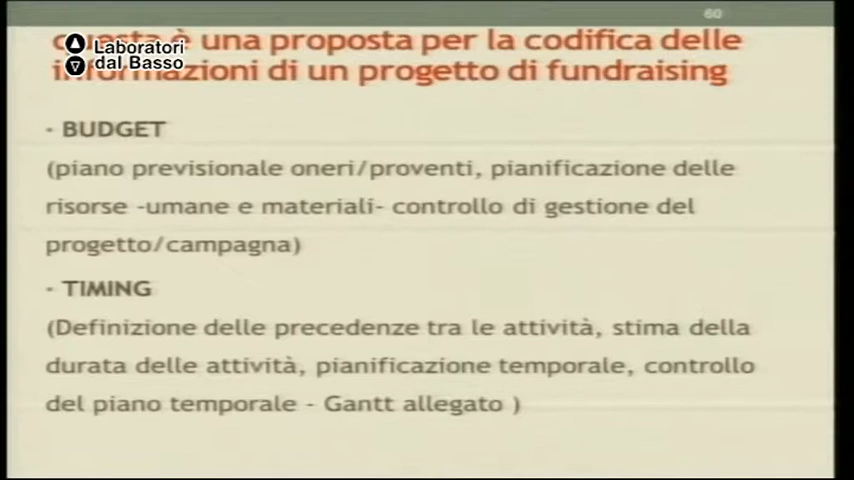 60
Laboratori
dal Basso
questa è una proposta per la codifica delle
informazioni di un progetto di fundraising
- BUDGET
(piano previsionale oneri/proventi, pianificazione delle
risorse -umane e materiali- controllo di gestione del
progetto/campagna)
- TIMING
(Definizione delle precedenze tra le attività, stima della
durata delle attività, pianificazione temporale, controllo
del piano temporale - Gantt allegato )